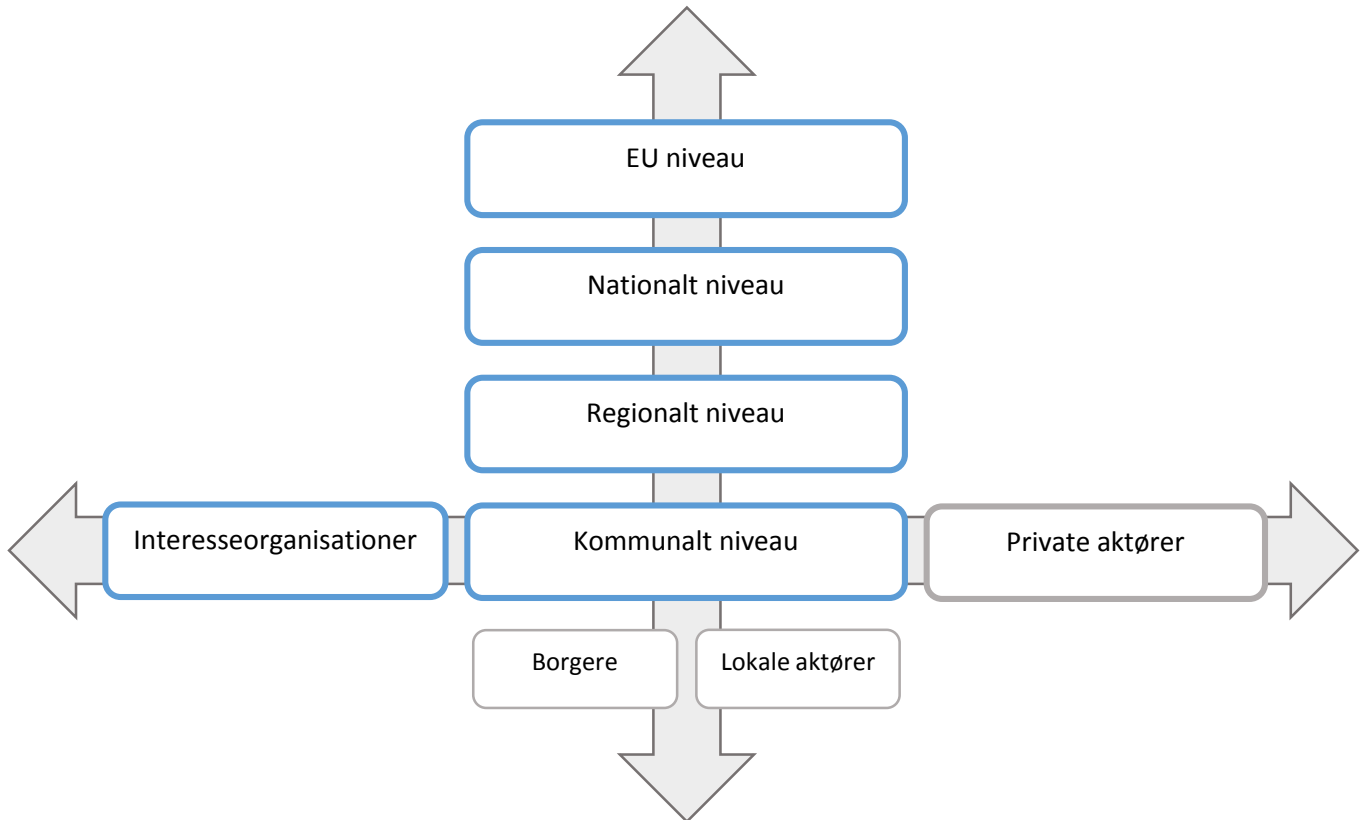 EU niveau
Nationalt niveau
Regionalt niveau
Interesseorganisationer
Kommunalt niveau
Private aktører
Borgere
Lokale aktører